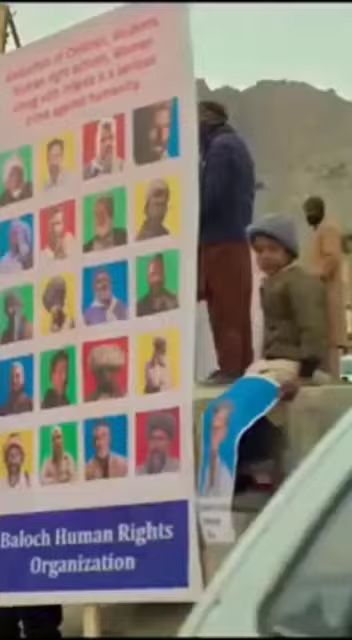 Abduction of Children, Students
Human right activists, Women
along with infants is a serious
crime against humanity.
Baloch Human Rights
Organization